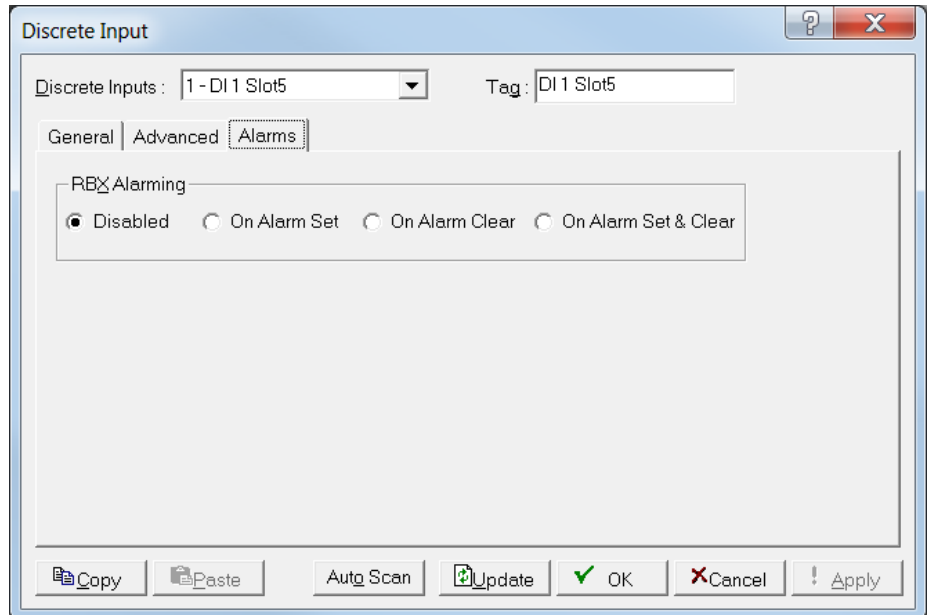 Discrete Input
Discrete Inputs : 1 - DI 1 Slot5 Tag : DI 1 Slot5
General Advanced Alarms
RBX Alarming
Disabled On Alarm Set On Alarm Clear On Alarm Set & Clear
Copy Paste Auto Scan Update OK Cancel ! Apply